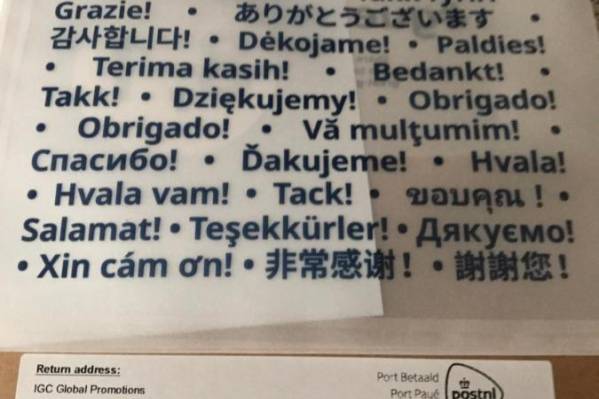 Grazie! • ありがとうございます
감사합니다! • Dėkojame! • Paldies!
• Terima kasih! • Bedankt! •
Takk! • Dziękujemy! • Obrigado!
• Obrigado! • Vă mulţumim! •
Спасибо! • Ďakujeme! • Hvala!
• Hvala vam! • Tack! • ขอบคุณ ! •
Salamat! • Teşekkürler! • Дякуємо!
• Xin cám ơn! • 非常感谢! • 謝謝您!
Return address:
IGC Global Promotions
Port Betaald
Port Payé
postnl